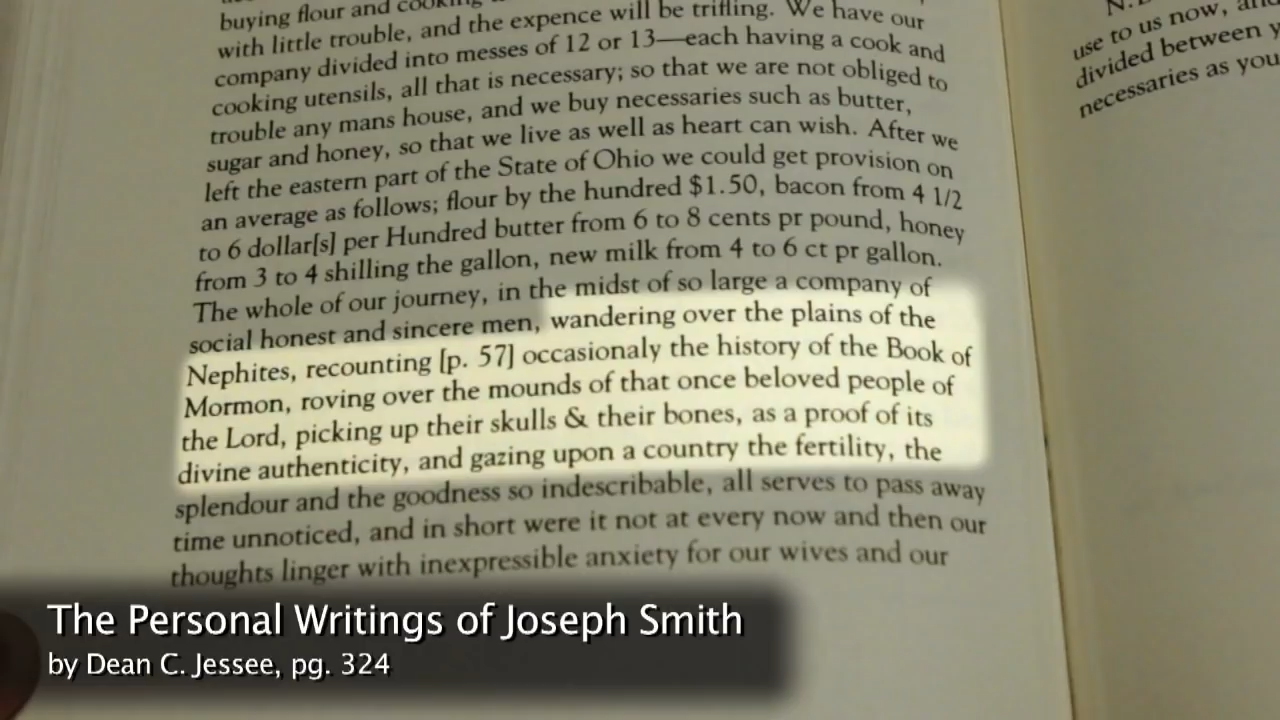 buying flour and cooking
with little trouble, and the expence will be trifling. We have our
company divided into messes of 12 or 13—each having a cook and
cooking utensils, all that is necessary; so that we are not obliged to
trouble any mans house, and we buy necessaries such as butter,
sugar and honey, so that we live as well as heart can wish. After we
left the eastern part of the State of Ohio we could get provision on
an average as follows; flour by the hundred $1.50, bacon from 4 1/2
to 6 dollar[s] per Hundred butter from 6 to 8 cents pr pound, honey
from 3 to 4 shilling the gallon, new milk from 4 to 6 ct pr gallon.
The whole of our journey, in the midst of so large a company of
social honest and sincere men, wandering over the plains of the
Nephites, recounting [p. 57] occasionaly the history of the Book of
Mormon, roving over the mounds of that once beloved people of
the Lord, picking up their skulls & their bones, as a proof of its
divine authenticity, and gazing upon a country the fertility, the
splendour and the goodness so indescribable, all serves to pass away
time unnoticed, and in short were it not at every now and then our
thoughts linger with inexpressible anxiety for our wives and our
use to us now, and
divided between
necessaries as you
The Personal Writings of Joseph Smith
by Dean C. Jessee, pg. 324